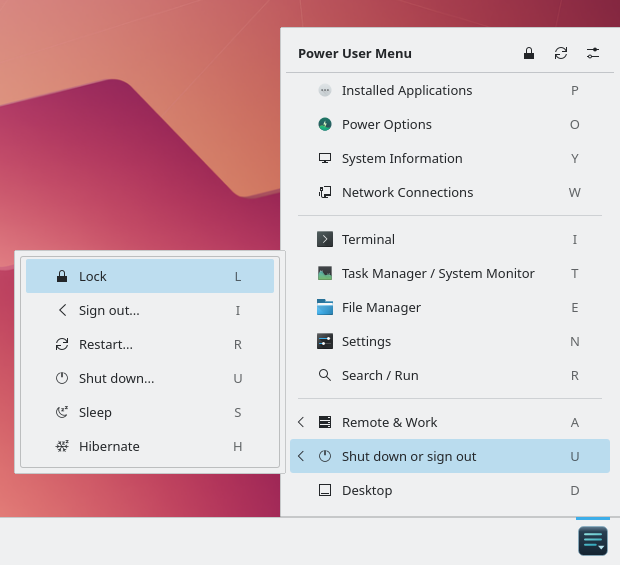 Power User Menu
Installed Applications P
Power Options O
System Information Y
Network Connections W
Terminal I
Task Manager / System Monitor T
File Manager E
Settings N
Search / Run R
Remote & Work A
Shut down or sign out U
Desktop D
Lock L
Sign out... I
Restart... R
Shut down... U
Sleep S
Hibernate H